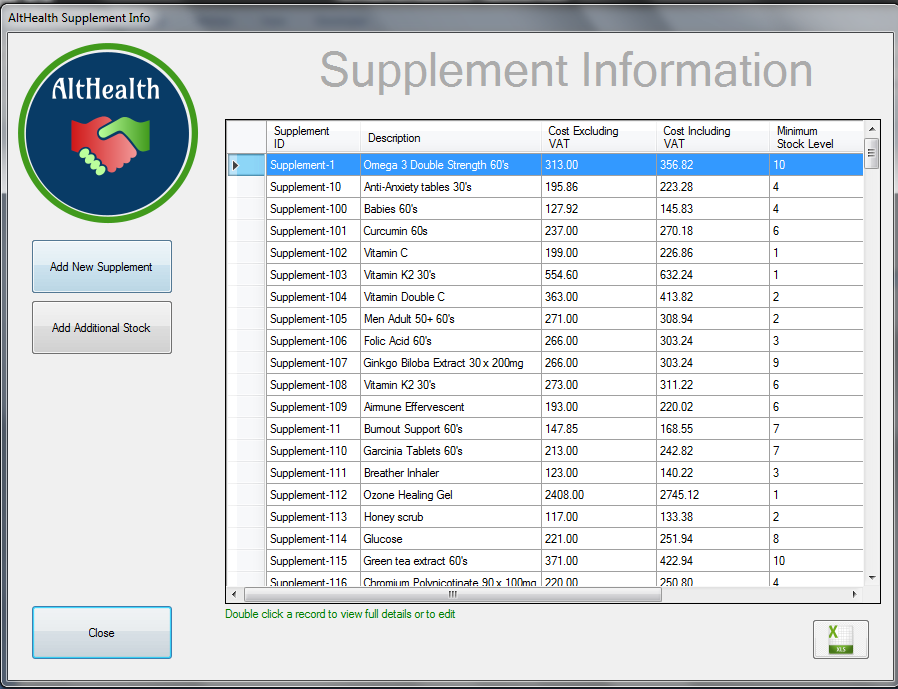 AltHealth Supplement Info
AltHealth
Supplement Information
Supplement ID Description Cost Excluding VAT Cost Including VAT Minimum Stock Level
Supplement-1 Omega 3 Double Strength 60's 313.00 356.82 10
Supplement-10 Anti-Anxiety tables 30's 195.86 223.28 4
Supplement-100 Babies 60's 127.92 145.83 4
Supplement-101 Curcumin 60s 237.00 270.18 6
Supplement-102 Vitamin C 199.00 226.86 1
Supplement-103 Vitamin K2 30's 554.60 632.24 1
Supplement-104 Vitamin Double C 363.00 413.82 2
Supplement-105 Men Adult 50+ 60's 271.00 308.94 2
Supplement-106 Folic Acid 60's 266.00 303.24 3
Supplement-107 Ginkgo Biloba Extract 30 x 200mg 266.00 303.24 9
Supplement-108 Vitamin K2 30's 273.00 311.22 6
Supplement-109 Airmune Effervescent 193.00 220.02 6
Supplement-11 Burnout Support 60's 147.85 168.55 7
Supplement-110 Garcinia Tablets 60's 213.00 242.82 7
Supplement-111 Breather Inhaler 123.00 140.22 3
Supplement-112 Ozone Healing Gel 2408.00 2745.12 1
Supplement-113 Honey scrub 117.00 133.38 2
Supplement-114 Glucose 221.00 251.94 8
Supplement-115 Green tea extract 60's 371.00 422.94 10
Supplement-116 Chromium Polynicotinate 90 x 100mg 220.00 250.80 4
Add New Supplement
Add Additional Stock
Close
Double click a record to view full details or to edit
X
XLS